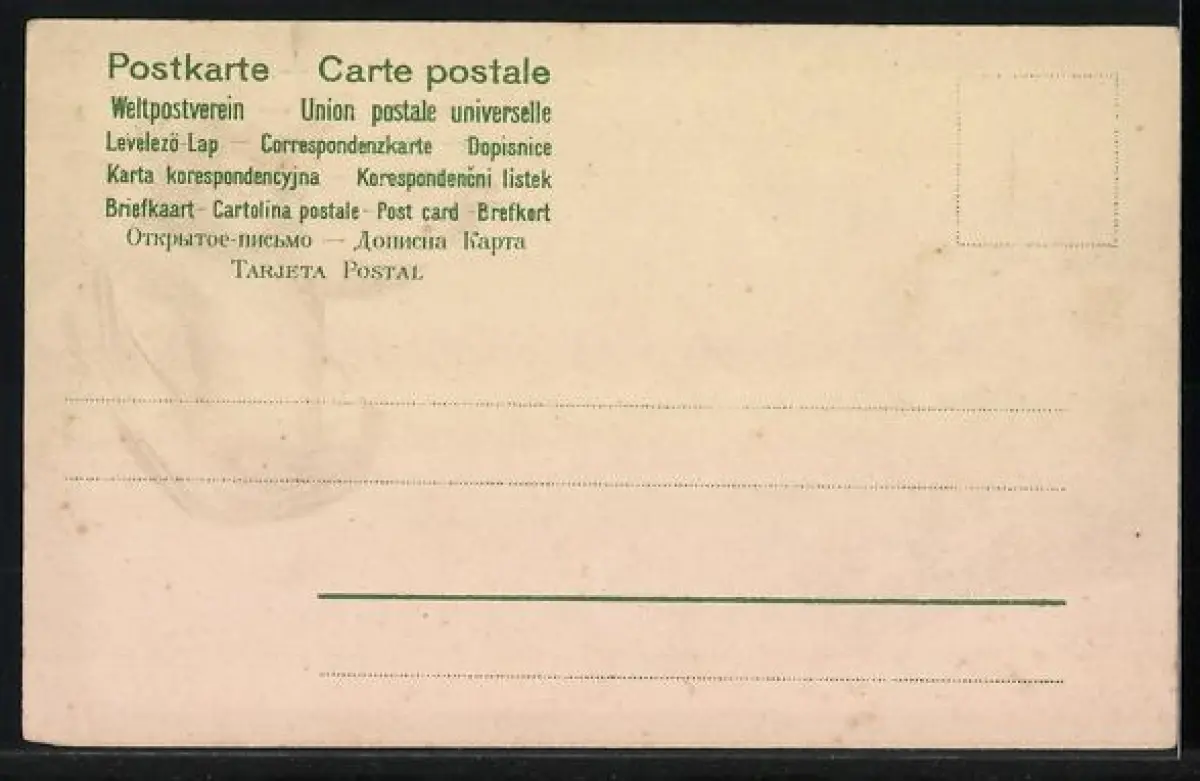 Postkarte — Carte postale
Weltpostverein — Union postale universelle
Levelező-Lap — Correspondenzkarte — Dopisnice
Karta korespondencyjna — Korespondenční listek
Briefkaart — Cartolina postale — Post card — Brefkort
Открытое-письмо — Дописна Карта
Tarjeta Postal